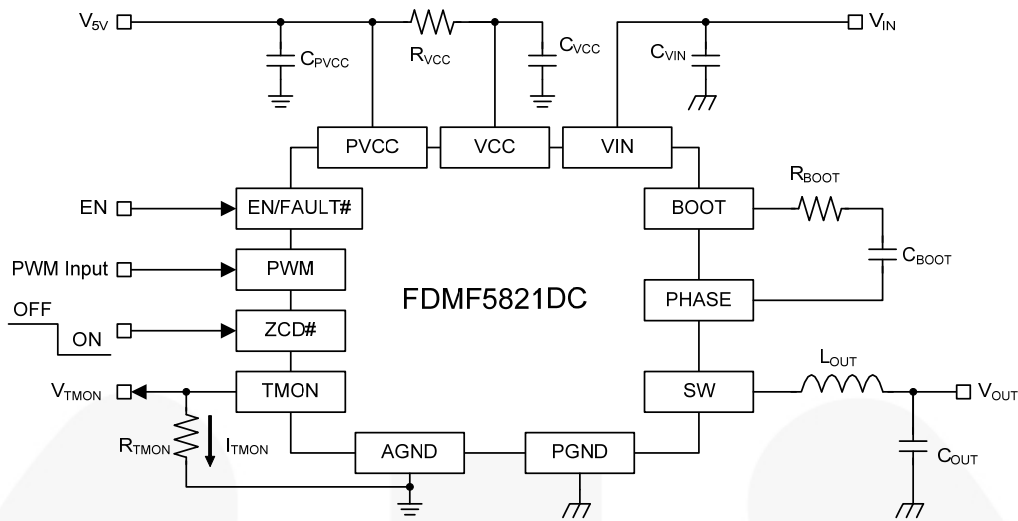 V5V
VIN
CPVCC
RVCC
CVCC
CVIN
PVCC
VCC
VIN
EN
EN/FAULT#
BOOT
RBOOT
PWM Input
PWM
CBOOT
FDMF5821DC
PHASE
OFF
ON
ZCD#
LOUT
VTMON
TMON
SW
VOUT
RTMON
ITMON
AGND
PGND
COUT